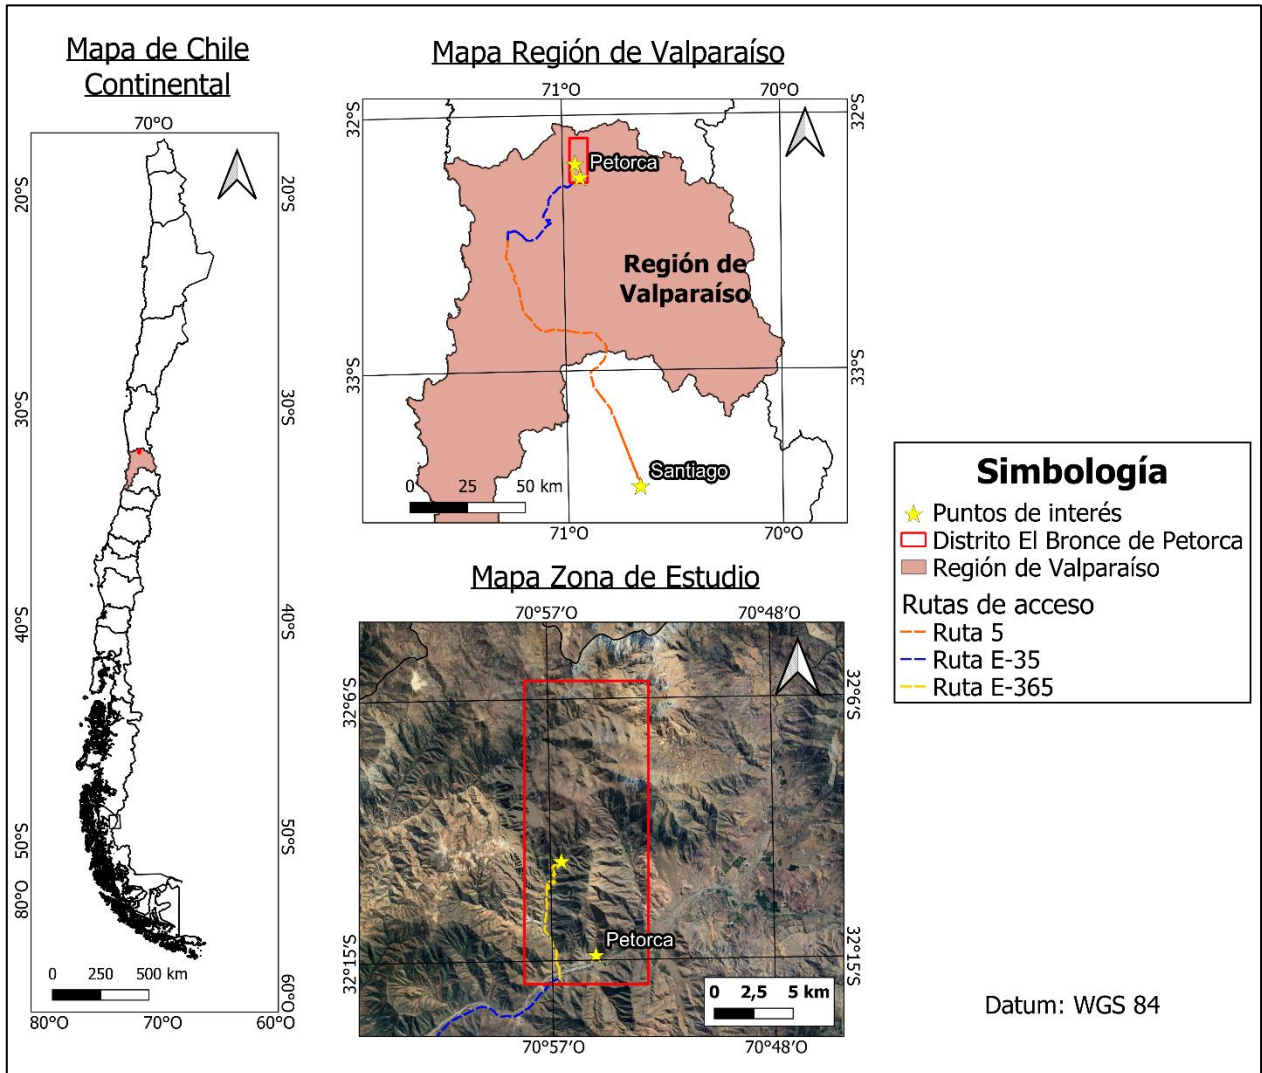 Mapa de Chile
Continental
70°O
20°S
20°S
30°S
30°S
40°S
40°S
50°S
50°S
80°O
60°O
0 250 500 km
80°O 70°O 60°O
Mapa Región de Valparaíso
71°O 70°O
32°S
32°S
Petorca
Región de
Valparaíso
33°S
33°S
Santiago
0 25 50 km
71°O 70°O
Mapa Zona de Estudio
70°57'O 70°48'O
32°6'S
32°6'S
Petorca
32°15'S
32°15'S
0 2,5 5 km
70°57'O 70°48'O
Simbología
Puntos de interés
Distrito El Bronce de Petorca
Región de Valparaíso
Rutas de acceso
Ruta 5
Ruta E-35
Ruta E-365
Datum: WGS 84